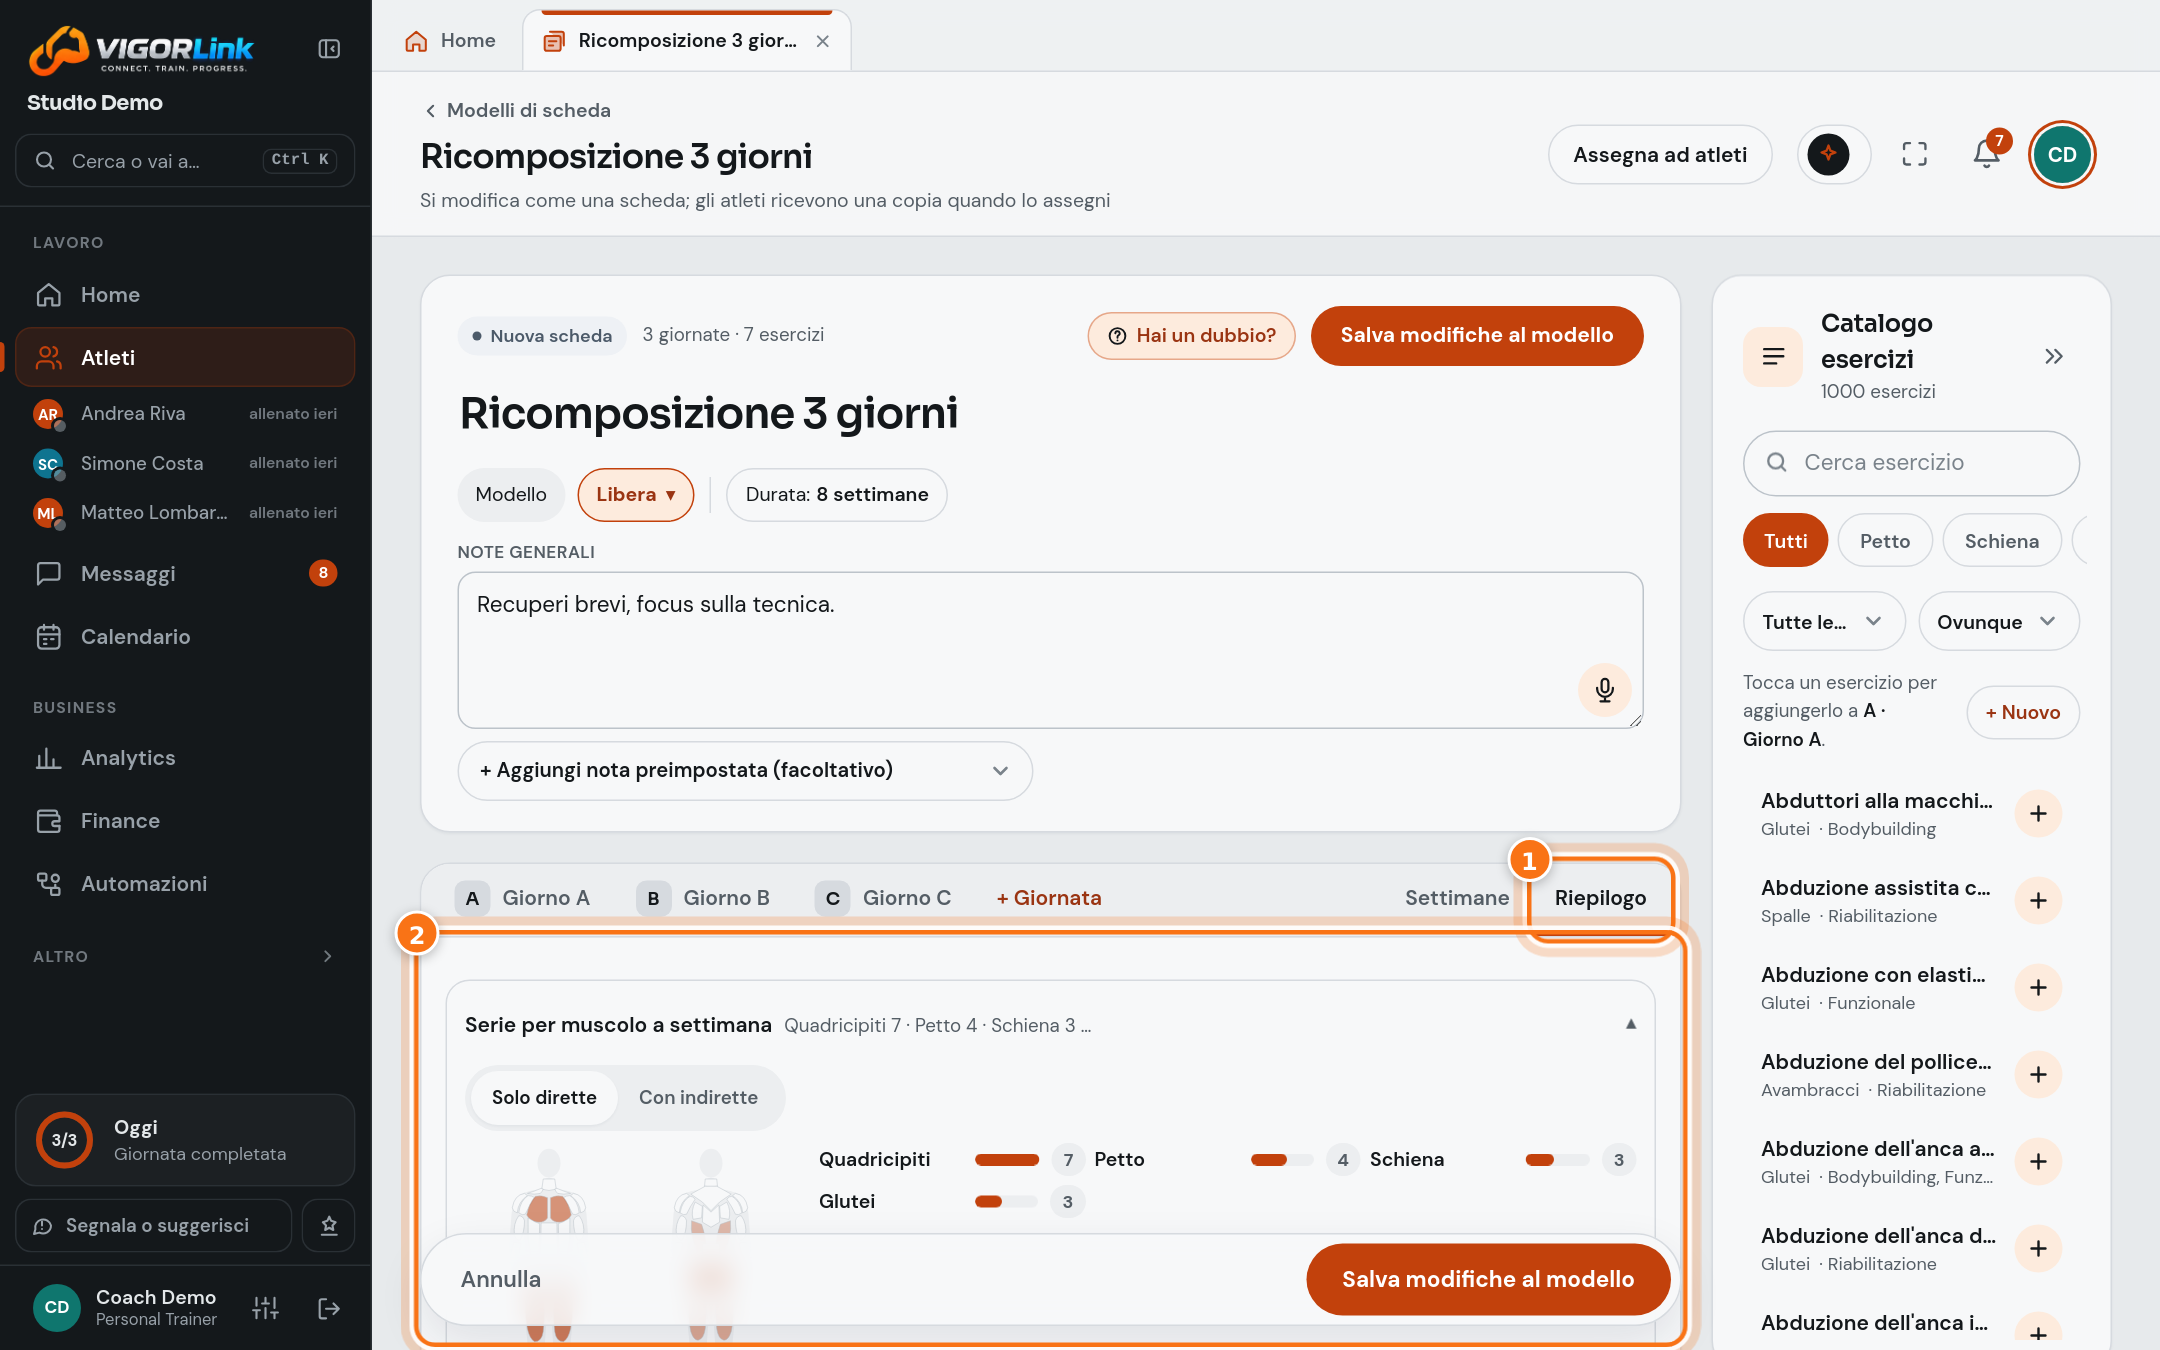 VIGORLink
CONNECT. TRAIN. PROGRESS.
Studio Demo
Cerca o vai a...
Ctrl K
LAVORO
Home
Atleti
AR
Andrea Riva
allenato ieri
SC
Simone Costa
allenato ieri
ML
Matteo Lombar...
allenato ieri
Messaggi
8
Calendario
BUSINESS
Analytics
Finance
Automazioni
ALTRO
3/3
Oggi
Giornata completata
Segnala o suggerisci
CD
Coach Demo
Personal Trainer
Home
Ricomposizione 3 gior...
Modelli di scheda
Ricomposizione 3 giorni
Si modifica come una scheda; gli atleti ricevono una copia quando lo assegni
Assegna ad atleti
7
CD
Nuova scheda
3 giornate · 7 esercizi
Hai un dubbio?
Salva modifiche al modello
Ricomposizione 3 giorni
Modello
Libera ▾
Durata: 8 settimane
NOTE GENERALI
Recuperi brevi, focus sulla tecnica.
+ Aggiungi nota preimpostata (facoltativo)
1
A Giorno A
B Giorno B
C Giorno C
+ Giornata
Settimane
Riepilogo
2
Serie per muscolo a settimana
Quadricipiti 7 · Petto 4 · Schiena 3 ...
▲
Solo dirette
Con indirette
Quadricipiti 7
Petto 4
Schiena 3
Glutei 3
Annulla
Salva modifiche al modello
Catalogo
esercizi
1000 esercizi
Cerca esercizio
Tutti
Petto
Schiena
Tutte le...
Ovunque
Tocca un esercizio per
aggiungerlo a A ·
Giorno A.
+ Nuovo
Abduttori alla macchi...
Glutei · Bodybuilding
Abduzione assistita c...
Spalle · Riabilitazione
Abduzione con elasti...
Glutei · Funzionale
Abduzione del pollice...
Avambracci · Riabilitazione
Abduzione dell'anca a...
Glutei · Bodybuilding, Funz...
Abduzione dell'anca d...
Glutei · Riabilitazione
Abduzione dell'anca i...